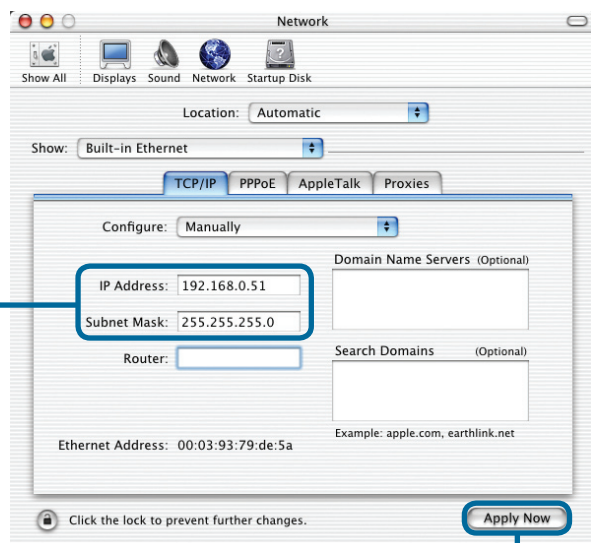 Network
Show All Displays Sound Network Startup Disk
Location: Automatic
Show: Built-in Ethernet
TCP/IP PPPoE AppleTalk Proxies
Configure: Manually
Domain Name Servers (Optional)
IP Address: 192.168.0.51
Subnet Mask: 255.255.255.0
Router:
Search Domains (Optional)
Example: apple.com, earthlink.net
Ethernet Address: 00:03:93:79:de:5a
Click the lock to prevent further changes.
Apply Now